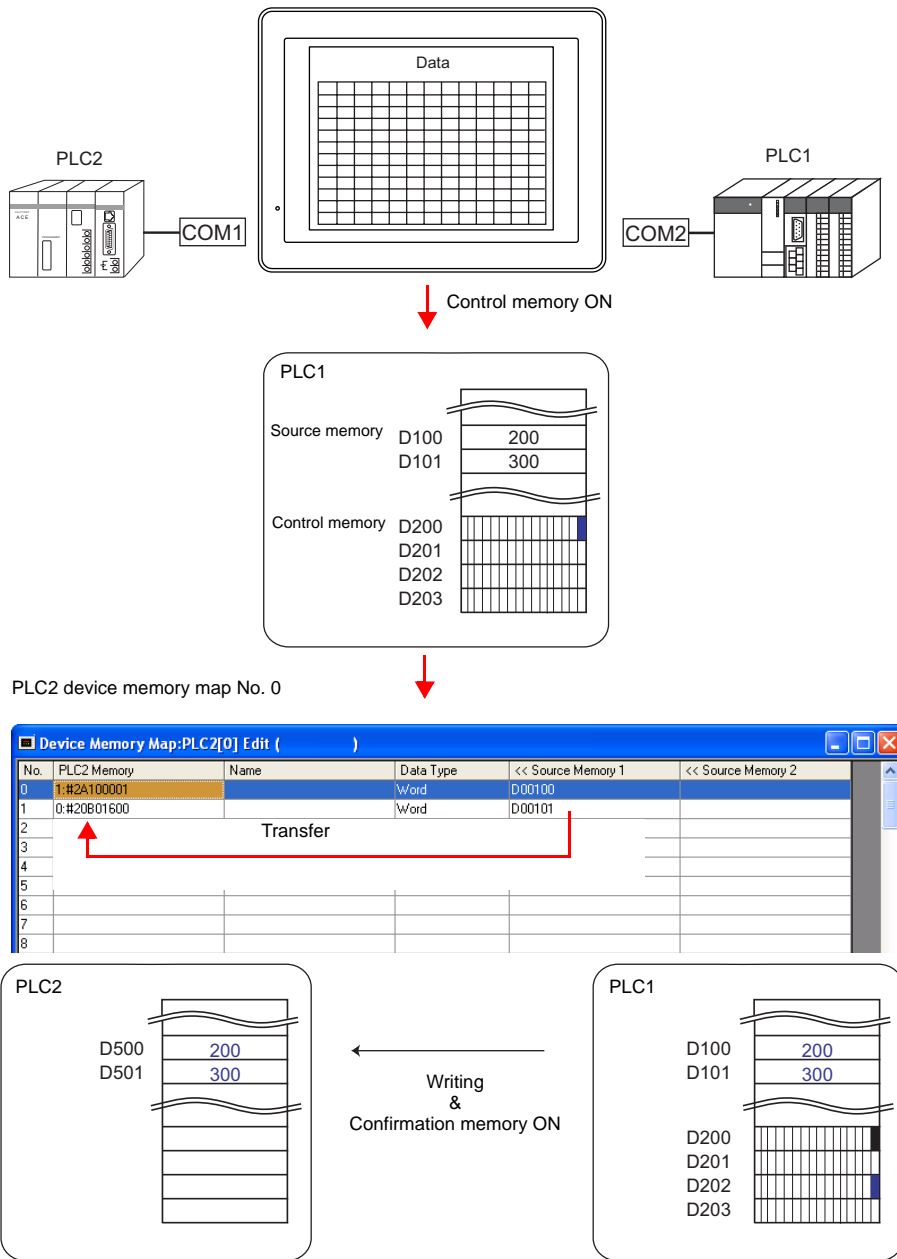 Data
PLC2
PLC1
ACE
COM1
COM2
Control memory ON
PLC1
Source memory
D100 200
D101 300
Control memory
D200
D201
D202
D203
PLC2 device memory map No. 0
Device Memory Map:PLC2[0] Edit ( )
No. PLC2 Memory Name Data Type << Source Memory 1 << Source Memory 2
0 1:#2A100001 Word D00100
1 0:#20B01600 Word D00101
2 Transfer
3
4
5
6
7
8
PLC2
D500 200
D501 300
Writing
&
Confirmation memory ON
PLC1
D100 200
D101 300
D200
D201
D202
D203